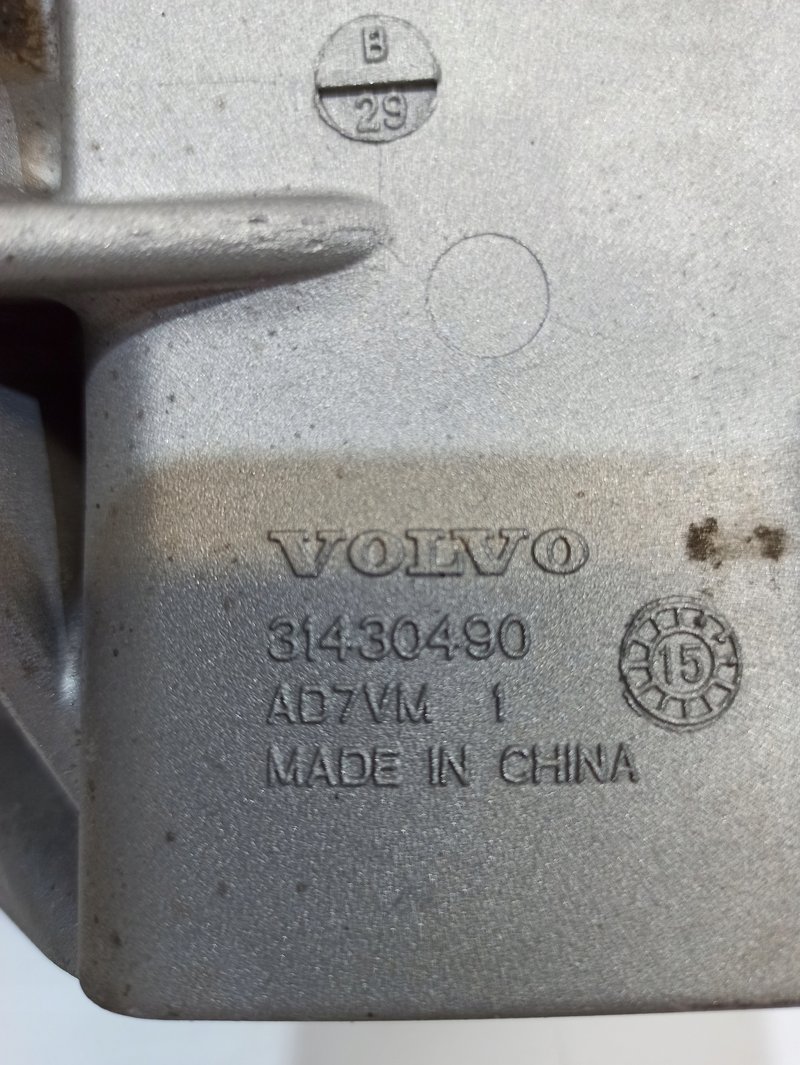 B
29
VOLVO
31430490
15
AD7VM 1
MADE IN CHINA